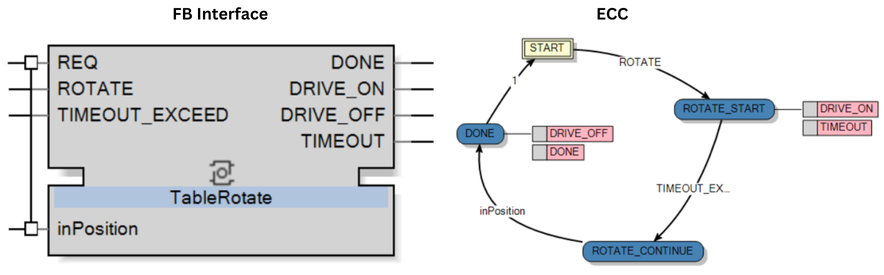 FB Interface
REQ
ROTATE
TIMEOUT_EXCEED
DONE
DRIVE_ON
DRIVE_OFF
TIMEOUT
TableRotate
inPosition
ECC
START
ROTATE
ROTATE_START
DRIVE_ON
TIMEOUT
TIMEOUT_EX...
ROTATE_CONTINUE
inPosition
DONE
DRIVE_OFF
DONE
1